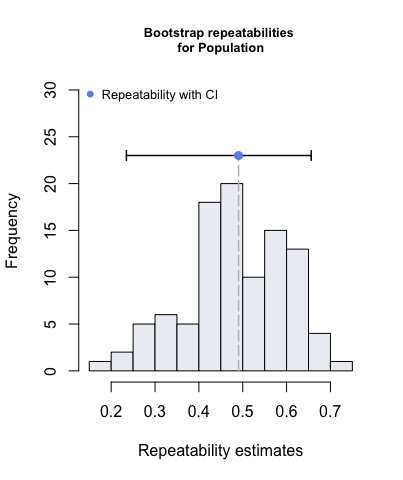 Bootstrap repeatabilities
for Population
Repeatability with CI
30
25
20
15
10
5
0
Frequency
0.2 0.3 0.4 0.5 0.6 0.7
Repeatability estimates